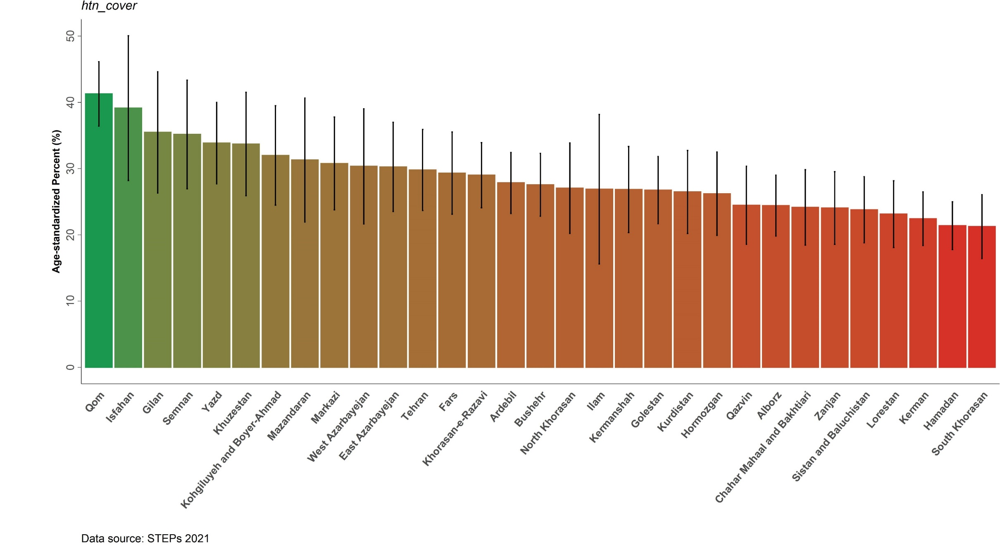 htn_cover
50
40
30
20
10
0
Age-standardized Percent (%)
Qom
Isfahan
Gilan
Semnan
Yazd
Khuzestan
Kohgiluyeh and Boyer-Ahmad
Mazandaran
Markazi
West Azarbayejan
East Azarbayejan
Tehran
Fars
Khorasan-e-Razavi
Ardebil
Bushehr
North Khorasan
Ilam
Kermanshah
Golestan
Kurdistan
Hormozgan
Qazvin
Alborz
Chahar Mahaal and Bakhtiari
Zanjan
Sistan and Baluchistan
Lorestan
Kerman
Hamadan
South Khorasan
Data source: STEPs 2021